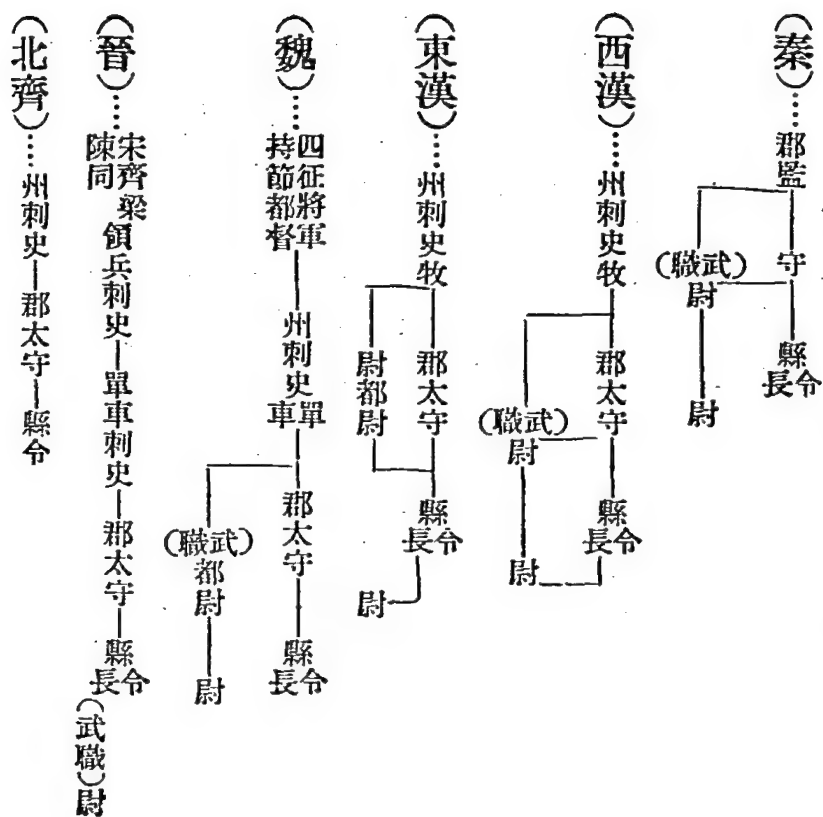 (秦)……郡監 守 縣令長
(武職)尉 尉
(西漢)……州刺史牧 郡太守 縣令長
(武職)尉 尉
(東漢)……州刺史牧 郡太守 縣令長
尉都尉 尉
(魏)……四征將軍持節都督 州刺史單車 郡太守 縣令長
(武職)都尉 尉
(晉)……宋齊梁陳同 領兵刺史 單車刺史 郡太守 縣令長 (武職)尉
(北齊)……州刺史 郡太守 縣令